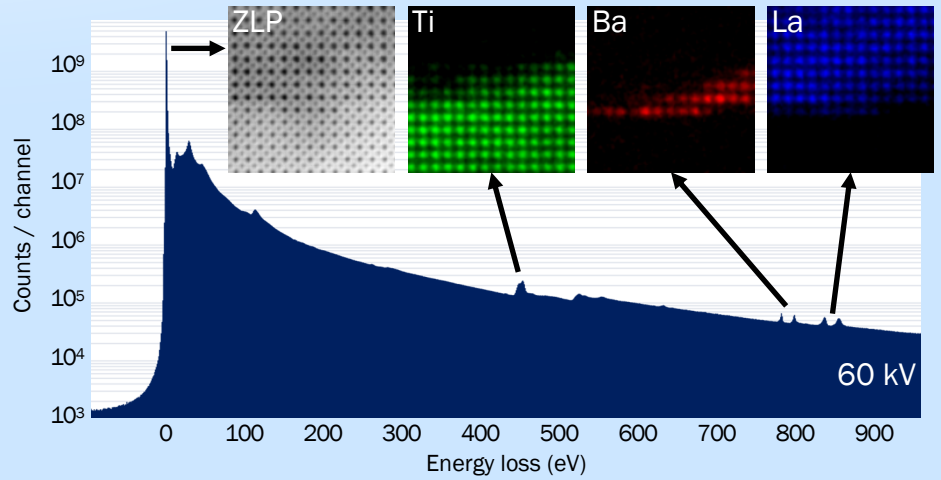 ZLP
Ti
Ba
La
Counts / channel
10⁹
10⁸
10⁷
10⁶
10⁵
10⁴
10³
60 kV
0 100 200 300 400 500 600 700 800 900
Energy loss (eV)